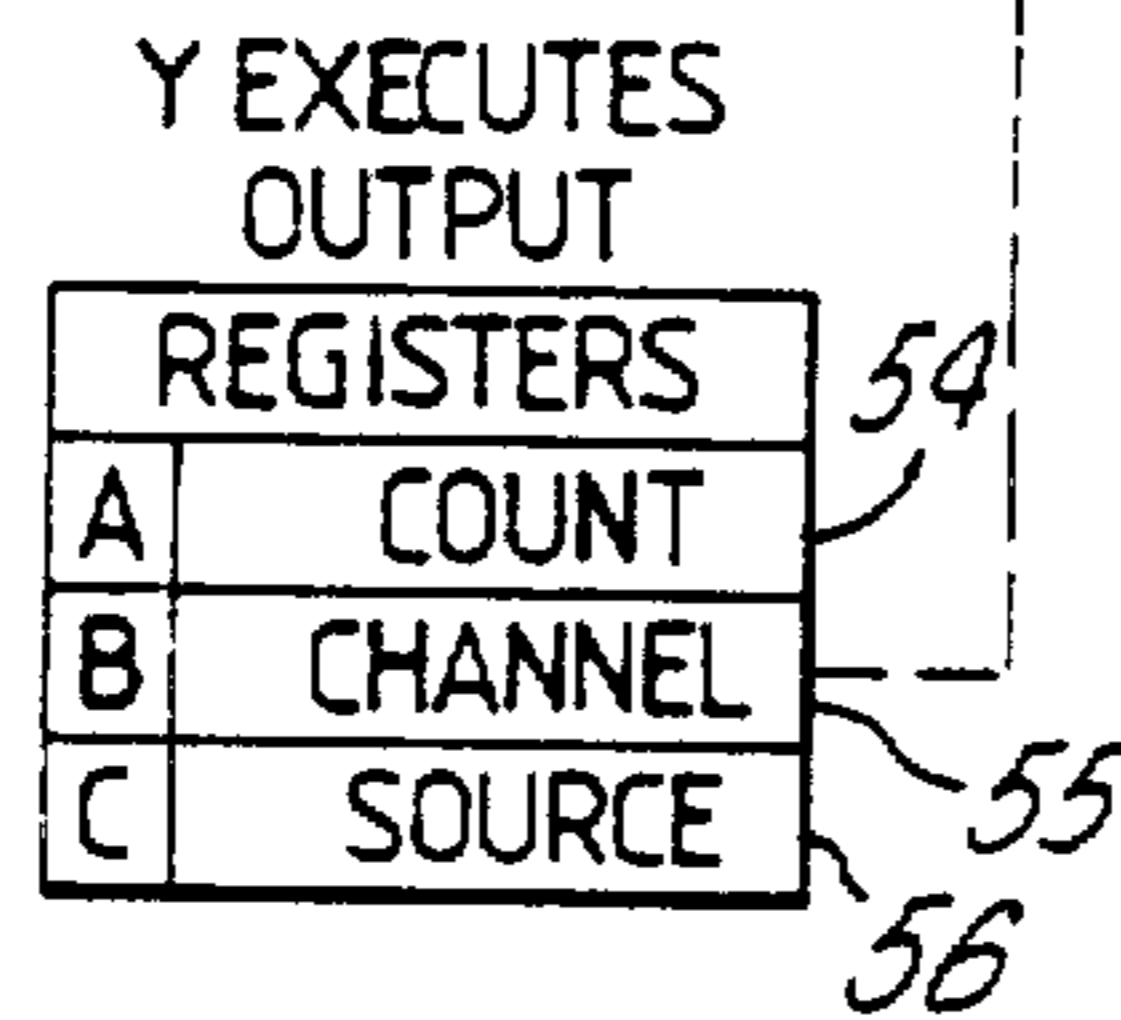 Y EXECUTES
OUTPUT
REGISTERS
54
A COUNT
B CHANNEL
55
C SOURCE
56